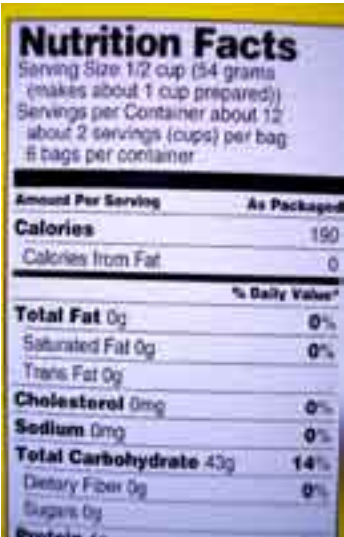 Nutrition Facts
Serving Size 1/2 cup (54 grams
(makes about 1 cup prepared))
Servings per Container about 12
about 2 servings (cups) per bag
6 bags per container
Amount Per Serving As Packaged
Calories 190
Calories from Fat 0
% Daily Value*
Total Fat 0g 0%
Saturated Fat 0g 0%
Trans Fat 0g
Cholesterol 0mg 0%
Sodium 0mg 0%
Total Carbohydrate 43g 14%
Dietary Fiber 0g 0%
Sugars 0g
Protein